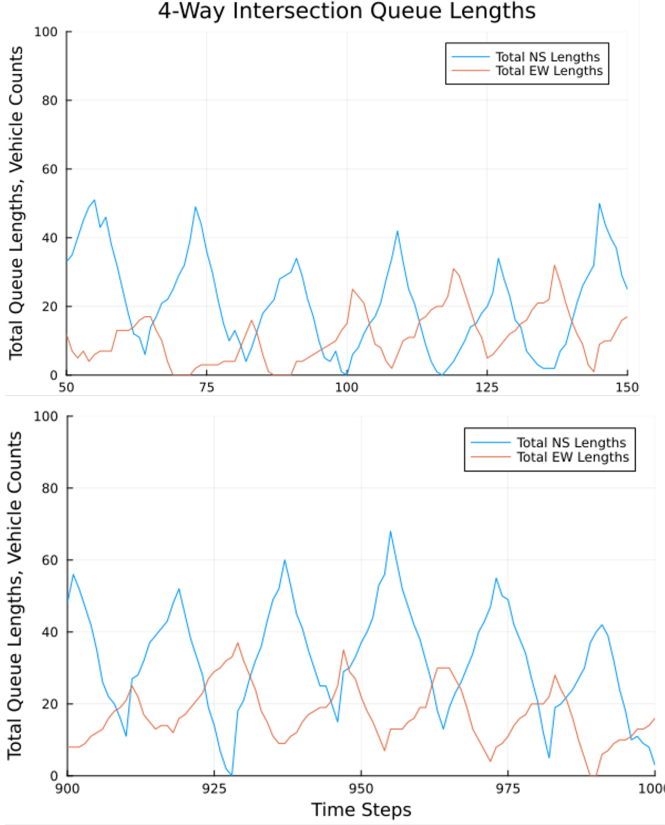 4-Way Intersection Queue Lengths
Total Queue Lengths, Vehicle Counts
100
80
60
40
20
0
Total NS Lengths
Total EW Lengths
50
75
100
125
150
Total Queue Lengths, Vehicle Counts
100
80
60
40
20
0
Total NS Lengths
Total EW Lengths
900
925
950
975
1000
Time Steps